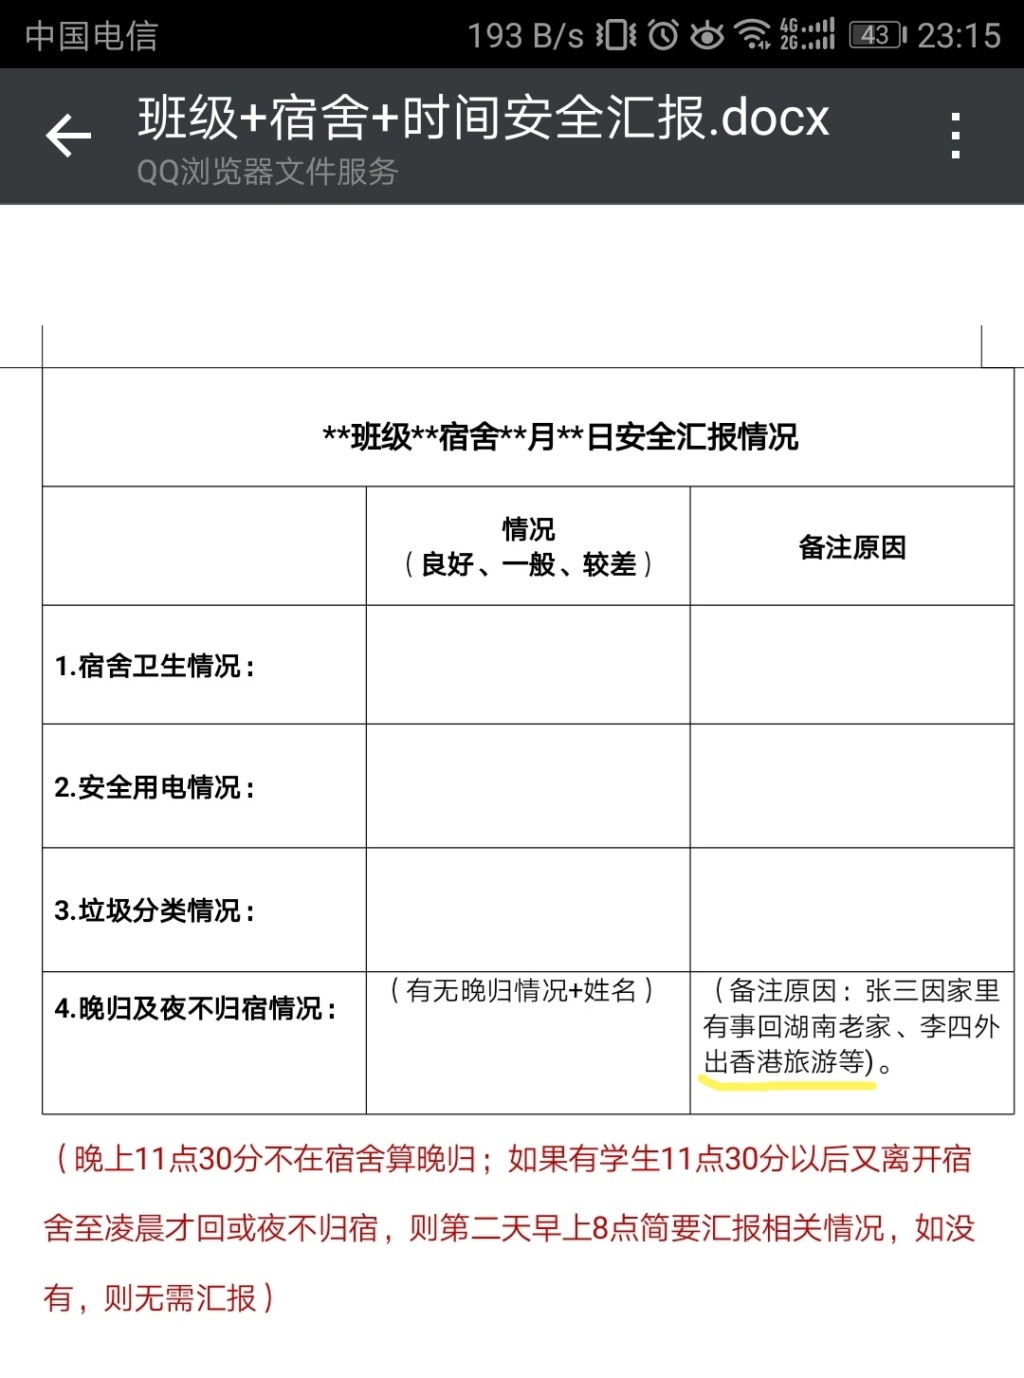 中国电信 193 B/s 4G 2G 43 23:15
班级+宿舍+时间安全汇报.docx
QQ浏览器文件服务
**班级**宿舍**月**日安全汇报情况
情况
（良好、一般、较差）
备注原因
1.宿舍卫生情况：
2.安全用电情况：
3.垃圾分类情况：
4.晚归及夜不归宿情况：
（有无晚归情况+姓名）
（备注原因：张三因家里
有事回湖南老家、李四外
出香港旅游等)。
（晚上11点30分不在宿舍算晚归；如果有学生11点30分以后又离开宿
舍至凌晨才回或夜不归宿，则第二天早上8点简要汇报相关情况，如没
有，则无需汇报）